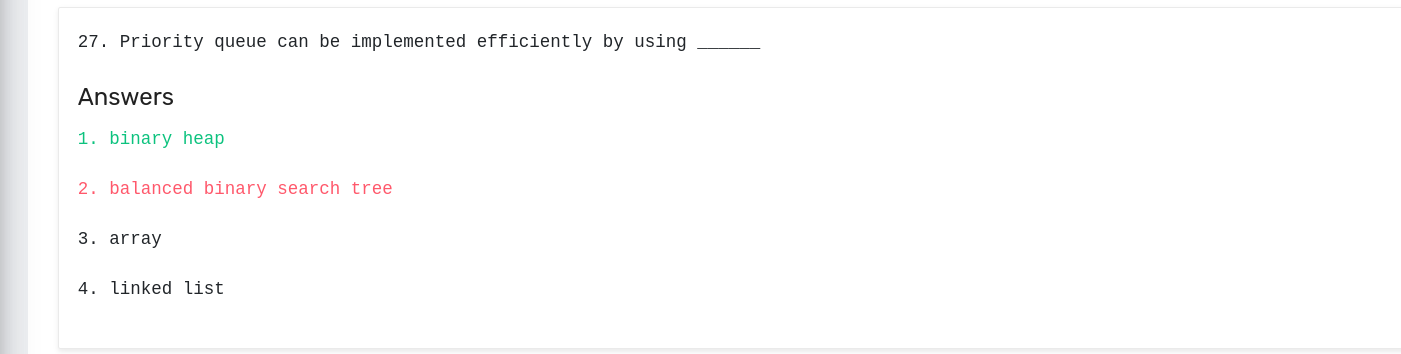 27. Priority queue can be implemented efficiently by using ______
Answers
1. binary heap
2. balanced binary search tree
3. array
4. linked list